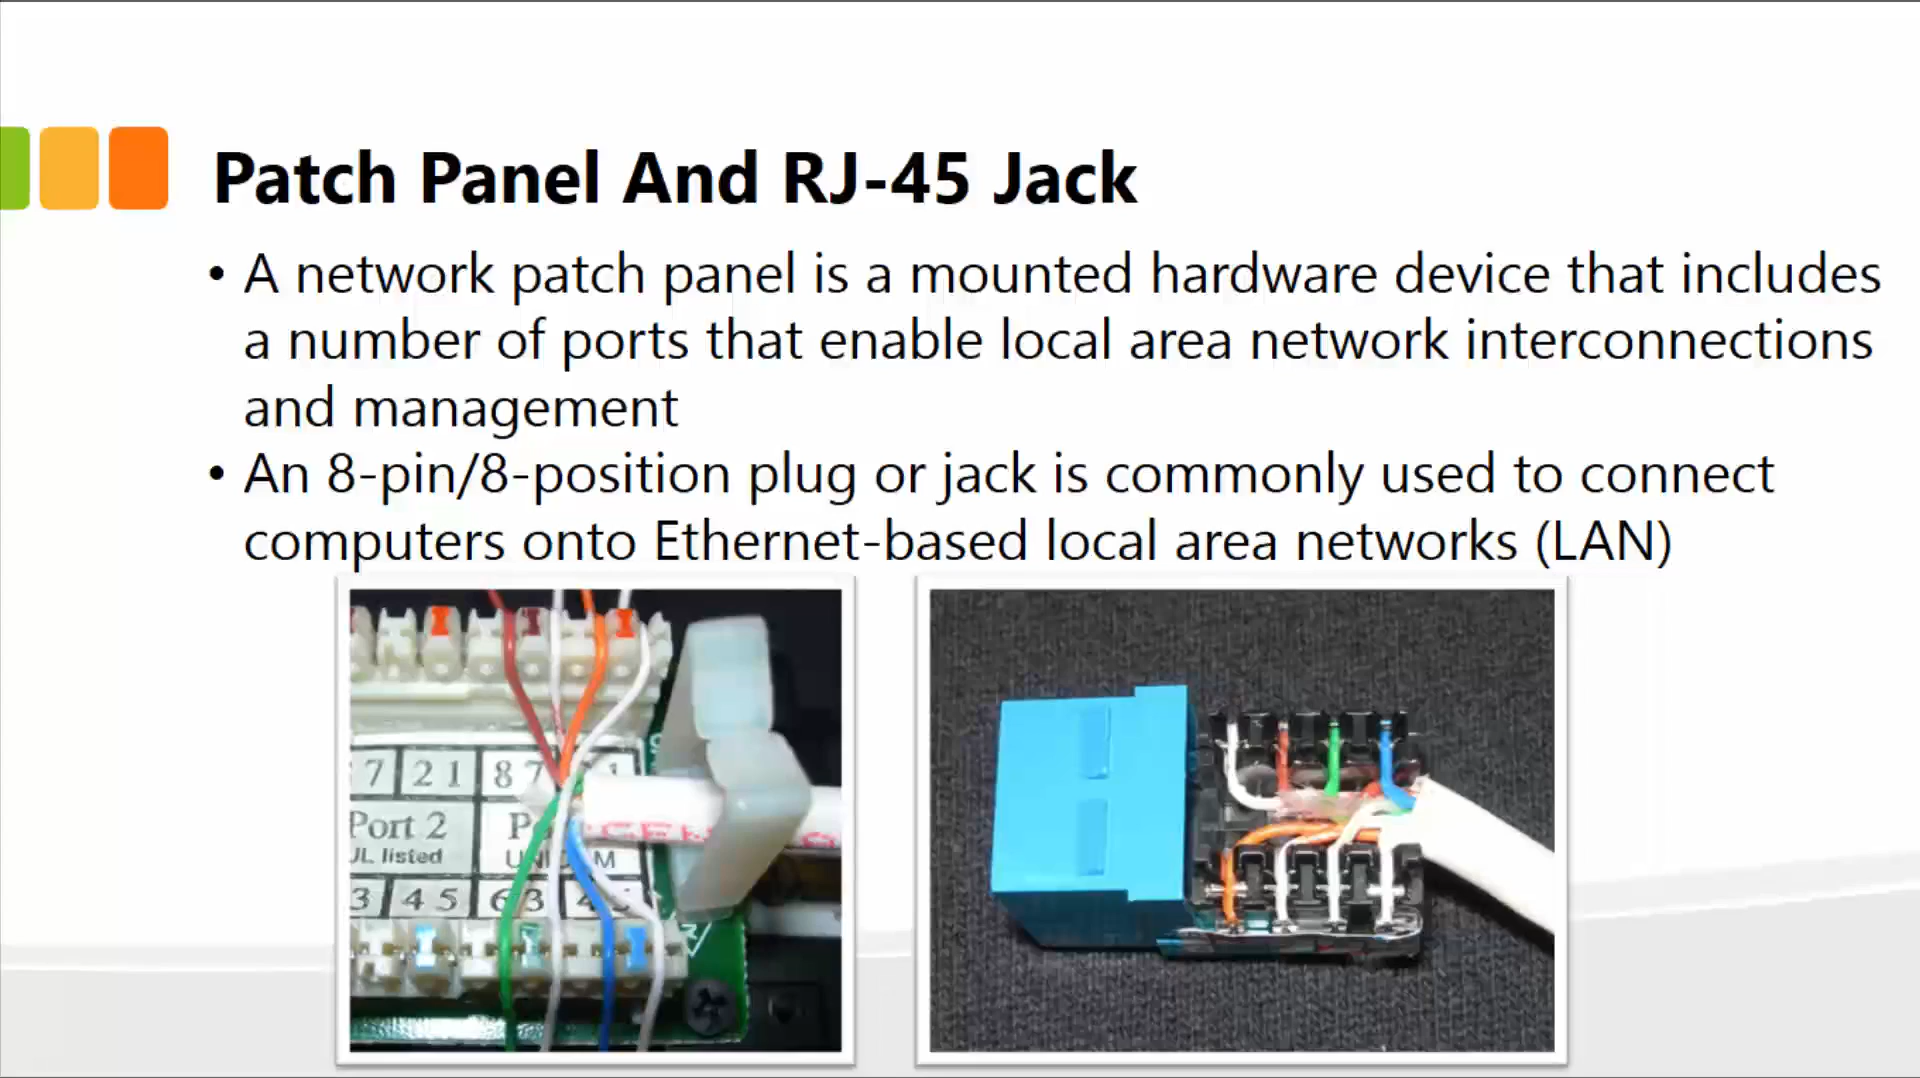 Patch Panel And RJ-45 Jack
• A network patch panel is a mounted hardware device that includes
a number of ports that enable local area network interconnections
and management
• An 8-pin/8-position plug or jack is commonly used to connect
computers onto Ethernet-based local area networks (LAN)
7 2 1 8 7
Port 2
UL listed
3 4 5 6 3 4